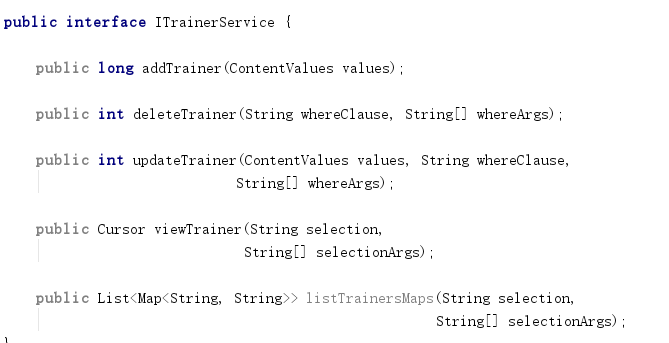 public interface ITrainerService {
public long addTrainer(ContentValues values);
public int deleteTrainer(String whereClause, String[] whereArgs);
public int updateTrainer(ContentValues values, String whereClause,
String[] whereArgs);
public Cursor viewTrainer(String selection,
String[] selectionArgs);
public List<Map<String, String>> listTrainersMaps(String selection,
String[] selectionArgs);
}